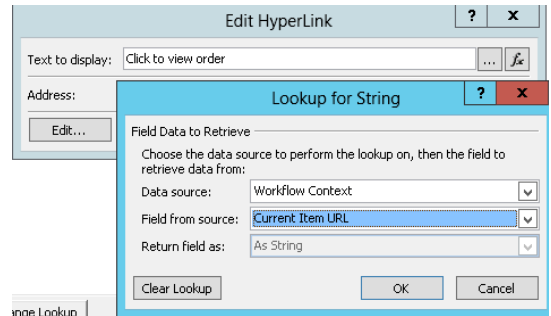 Edit HyperLink
? x
Text to display: Click to view order ... fx
Address:
Edit...
Lookup for String
? x
Field Data to Retrieve
Choose the data source to perform the lookup on, then the field to
retrieve data from:
Data source: Workflow Context
Field from source: Current Item URL
Return field as: As String
Clear Lookup OK Cancel
Lookup